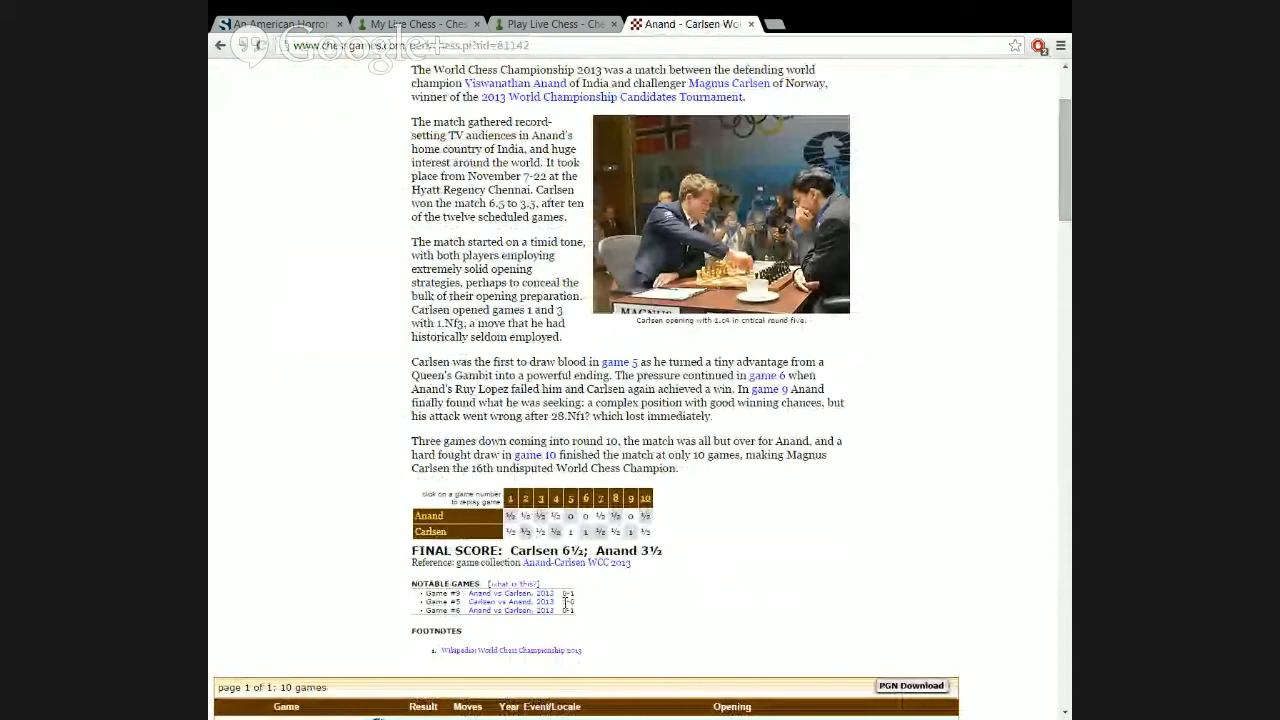 An American Horror
My Live Chess - Ches
Play Live Chess - Che
Anand - Carlsen Wo
Google+
The World Chess Championship 2013 was a match between the defending world
champion Viswanathan Anand of India and challenger Magnus Carlsen of Norway,
winner of the 2013 World Championship Candidates Tournament.
The match gathered record-
setting TV audiences in Anand's
home country of India, and huge
interest around the world. It took
place from November 7-22 at the
Hyatt Regency Chennai. Carlsen
won the match 6.5 to 3.5, after ten
of the twelve scheduled games.
MAGNUS
Carlsen opening with 1.c4 in critical round five.
The match started on a timid tone,
with both players employing
extremely solid opening
strategies, perhaps to conceal the
bulk of their opening preparation.
Carlsen opened games 1 and 3
with 1.Nf3, a move that he had
historically seldom employed.
Carlsen was the first to draw blood in game 5 as he turned a tiny advantage from a
Queen's Gambit into a powerful ending. The pressure continued in game 6 when
Anand's Ruy Lopez failed him and Carlsen again achieved a win. In game 9 Anand
finally found what he was seeking: a complex position with good winning chances, but
his attack went wrong after 28.Nf1? which lost immediately.
Three games down coming into round 10, the match was all but over for Anand, and a
hard fought draw in game 10 finished the match at only 10 games, making Magnus
Carlsen the 16th undisputed World Chess Champion.
click on a game number
to replay game
1 2 3 4 5 6 7 8 9 10
Anand ½ ½ ½ ½ 0 0 ½ ½ 0 ½
Carlsen ½ ½ ½ ½ 1 1 ½ ½ 1 ½
FINAL SCORE: Carlsen 6½; Anand 3½
Reference: game collection Anand-Carlsen WCC 2013
NOTABLE GAMES [what is this?]
· Game #9 Anand vs Carlsen, 2013 0-1
· Game #5 Carlsen vs Anand, 2013
· Game #6 Anand vs Carlsen, 2013 0-1
FOOTNOTES
1. Wikipedia: World Chess Championship 2013
page 1 of 1; 10 games
PGN Download
Game Result Moves Year Event/Locale Opening